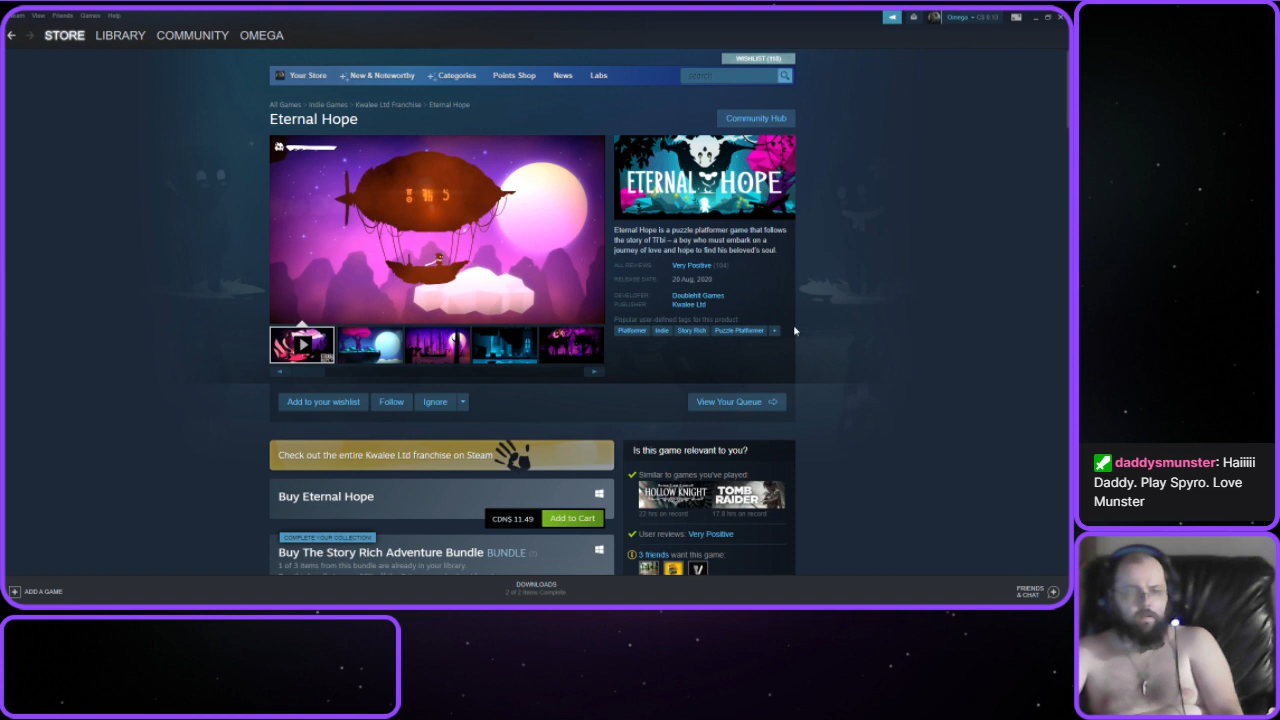 Steam View Friends Games Help
Omega
STORE LIBRARY COMMUNITY OMEGA
WISHLIST (110)
Your Store New & Noteworthy Categories Points Shop News Labs search
All Games > Indie Games > Kwalee Ltd Franchise > Eternal Hope
Eternal Hope
Community Hub
ETERNAL HOPE
Eternal Hope is a puzzle platformer game that follows
the story of Ti'bi – a boy who must embark on a
journey of love and hope to find his beloved's soul.
ALL REVIEWS: Very Positive (104)
RELEASE DATE: 20 Aug, 2020
DEVELOPER: Doublehit Games
PUBLISHER: Kwalee Ltd
Popular user-defined tags for this product:
Platformer Indie Story Rich Puzzle Platformer +
Add to your wishlist Follow Ignore
View Your Queue
Check out the entire Kwalee Ltd franchise on Steam
Buy Eternal Hope
CDN$ 11.49 Add to Cart
COMPLETE YOUR COLLECTION!
Buy The Story Rich Adventure Bundle BUNDLE (?)
1 of 3 items from this bundle are already in your library.
Is this game relevant to you?
Similar to games you've played:
HOLLOW KNIGHT TOMB RAIDER
22 hrs on record 17.8 hrs on record
User reviews: Very Positive
3 friends want this game:
ADD A GAME
DOWNLOADS
2 of 2 Items Complete
FRIENDS
& CHAT
daddysmunster: Haiiiii
Daddy. Play Spyro. Love
Munster